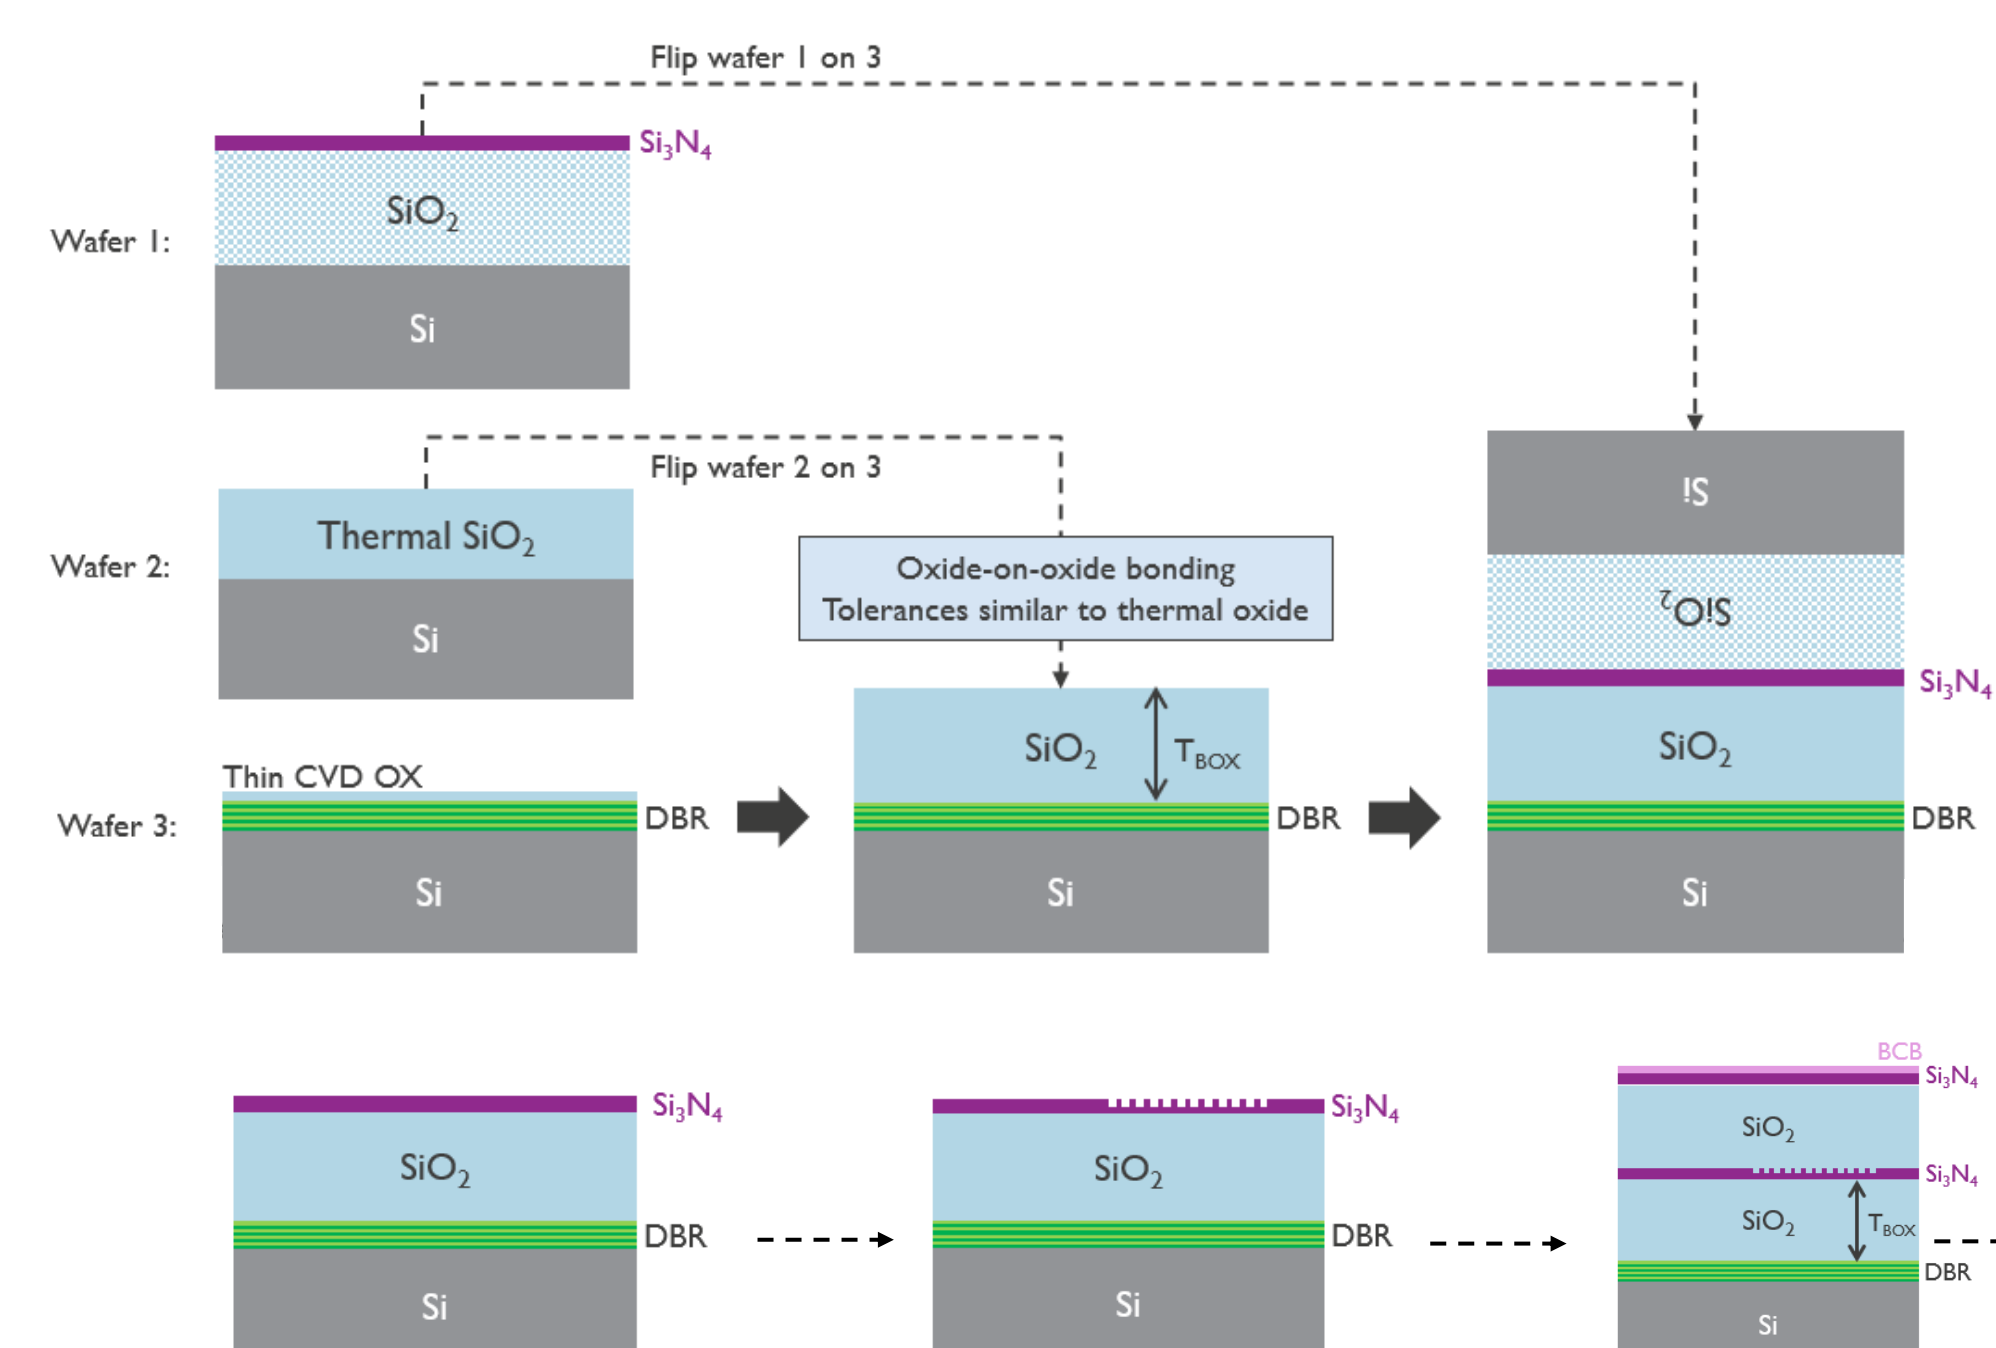 Flip wafer 1 on 3
Si₃N₄
SiO₂
Wafer 1:
Si
Flip wafer 2 on 3
Thermal SiO₂
Wafer 2:
Si
Oxide-on-oxide bonding
Tolerances similar to thermal oxide
Si
SiO₂
Si₃N₄
Thin CVD OX
Wafer 3:
DBR
Si
SiO₂
T_BOX
DBR
Si
SiO₂
DBR
Si
Si₃N₄
SiO₂
DBR
Si
Si₃N₄
SiO₂
DBR
Si
BCB
Si₃N₄
SiO₂
Si₃N₄
SiO₂
T_BOX
DBR
Si